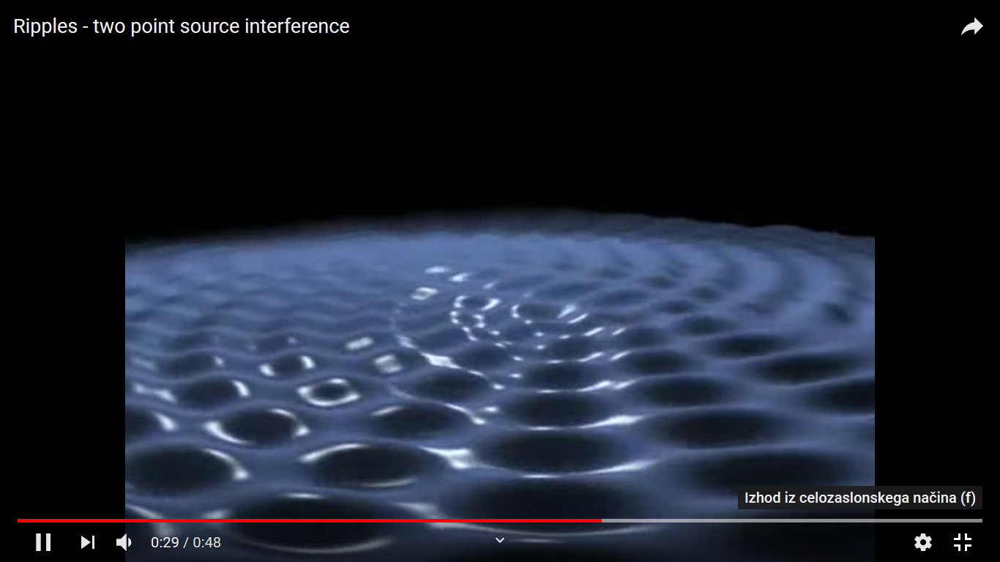 Ripples - two point source interference
Izhod iz celozaslonskega načina (f)
0:29 / 0:48